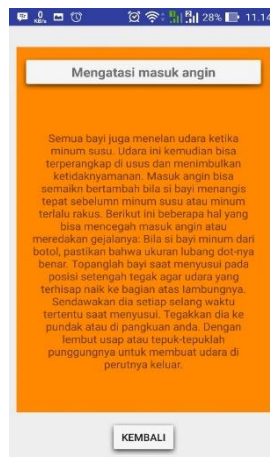 28% 11.14
Mengatasi masuk angin
Semua bayi juga menelan udara ketika
minum susu. Udara ini kemudian bisa
terperangkap di usus dan menimbulkan
ketidaknyamanan. Masuk angin bisa
semaikn bertambah bila si bayi menangis
tepat sebelumn minum susu atau minum
terlalu rakus. Berikut ini beberapa hal yang
bisa mencegah masuk angin atau
meredakan gejalanya: Bila si bayi minum dari
botol, pastikan bahwa ukuran lubang dot-nya
benar. Topanglah bayi saat menyusui pada
posisi setengah tegak agar udara yang
terhisap naik ke bagian atas lambungnya.
Sendawakan dia setiap selang waktu
tertentu saat menyusui. Tegakkan dia ke
pundak atau di pangkuan anda. Dengan
lembut usap atau tepuk-tepuklah
punggungnya untuk membuat udara di
perutnya keluar.
KEMBALI